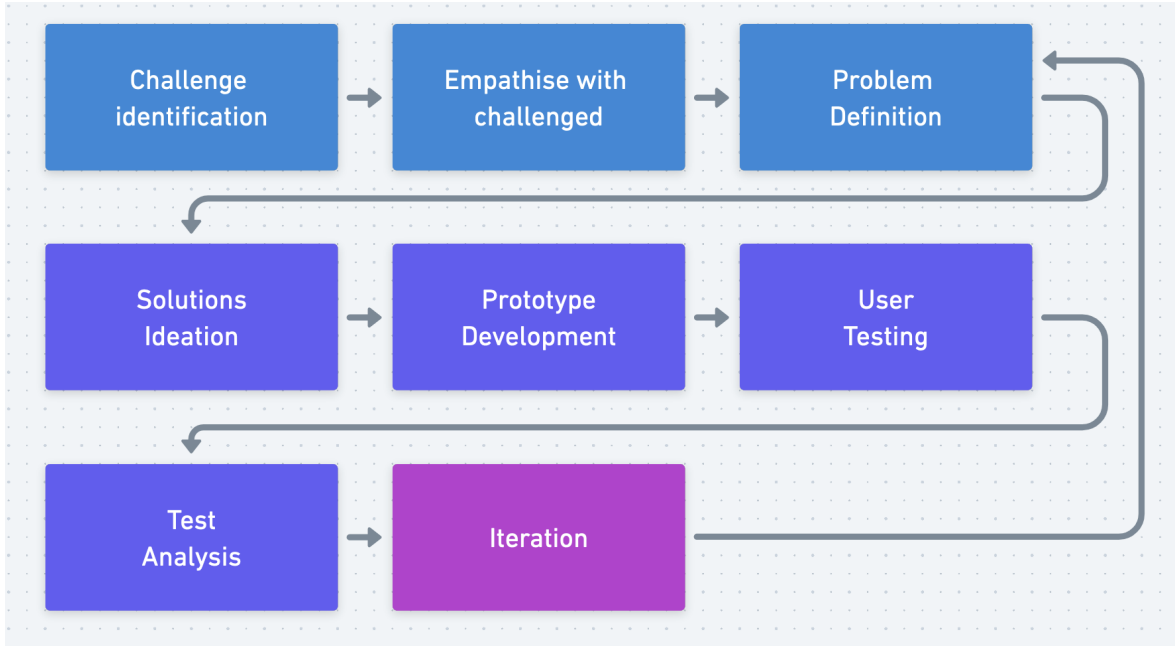 Challenge
identification
Empathise with
challenged
Problem
Definition
Solutions
Ideation
Prototype
Development
User
Testing
Test
Analysis
Iteration